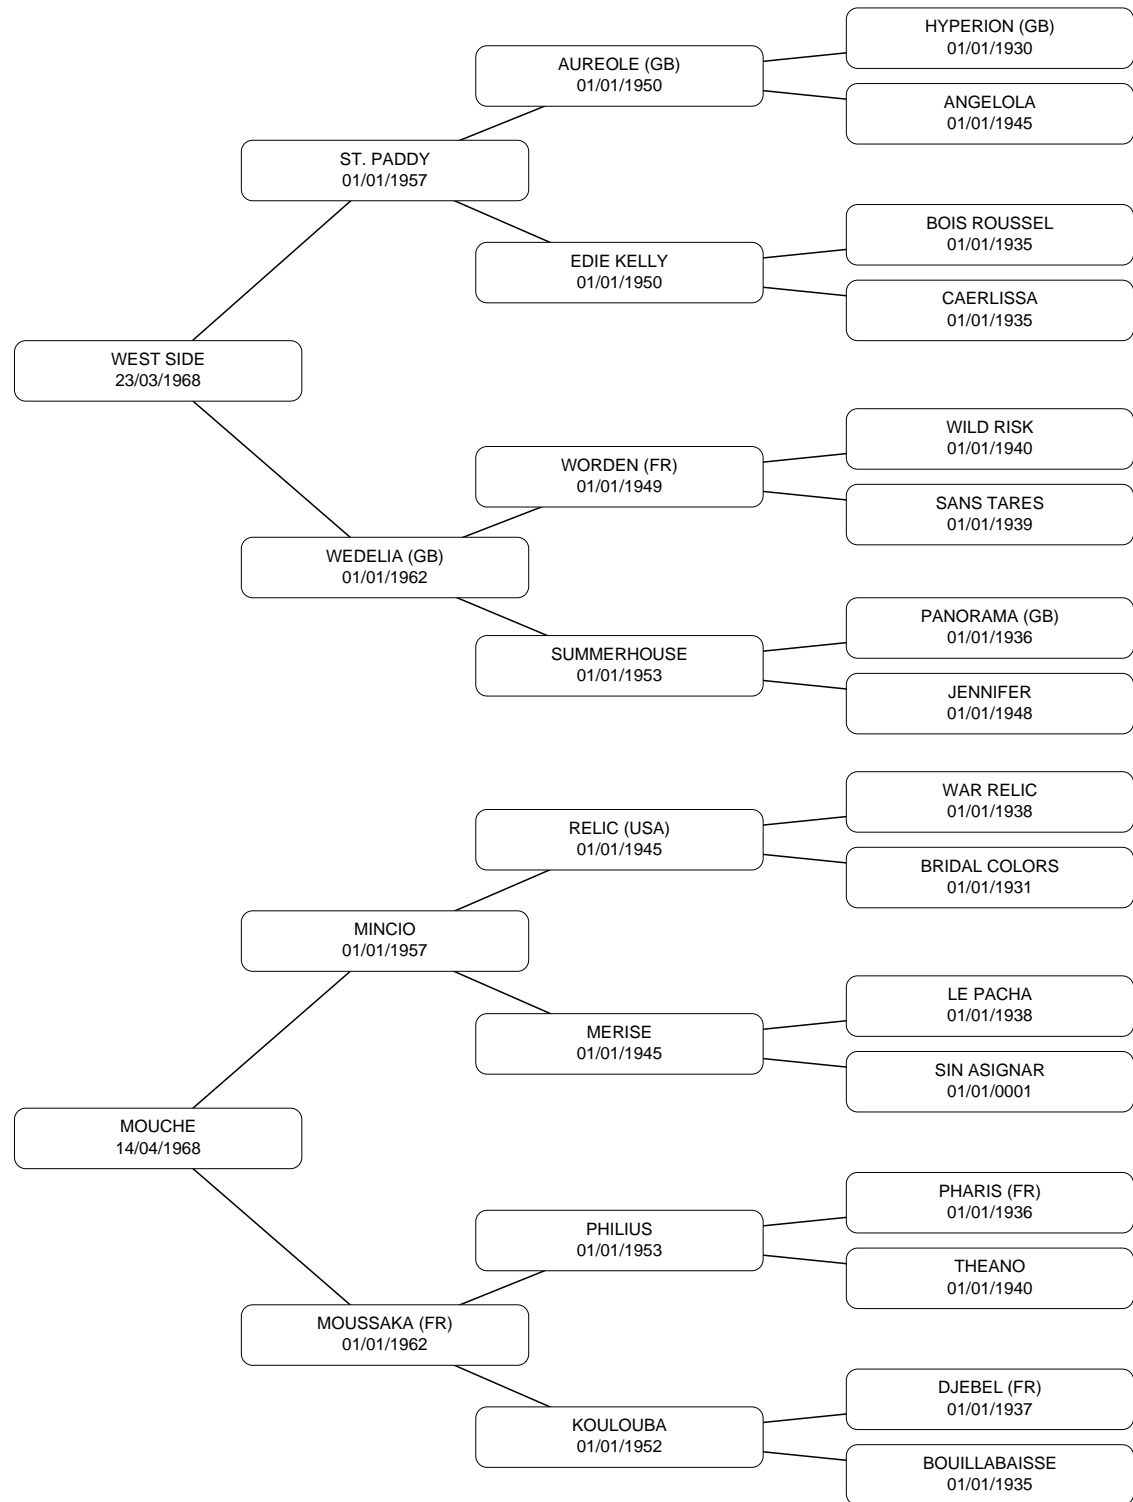 HYPERION (GB)
01/01/1930
AUREOLE (GB)
01/01/1950
ANGELOLA
01/01/1945
ST. PADDY
01/01/1957
BOIS ROUSSEL
01/01/1935
EDIE KELLY
01/01/1950
CAERLISSA
01/01/1935
WEST SIDE
23/03/1968
WILD RISK
01/01/1940
WORDEN (FR)
01/01/1949
SANS TARES
01/01/1939
WEDELIA (GB)
01/01/1962
PANORAMA (GB)
01/01/1936
SUMMERHOUSE
01/01/1953
JENNIFER
01/01/1948
WAR RELIC
01/01/1938
RELIC (USA)
01/01/1945
BRIDAL COLORS
01/01/1931
MINCIO
01/01/1957
LE PACHA
01/01/1938
MERISE
01/01/1945
SIN ASIGNAR
01/01/0001
MOUCHE
14/04/1968
PHARIS (FR)
01/01/1936
PHILIUS
01/01/1953
THEANO
01/01/1940
MOUSSAKA (FR)
01/01/1962
DJEBEL (FR)
01/01/1937
KOULOUBA
01/01/1952
BOUILLABAISSE
01/01/1935